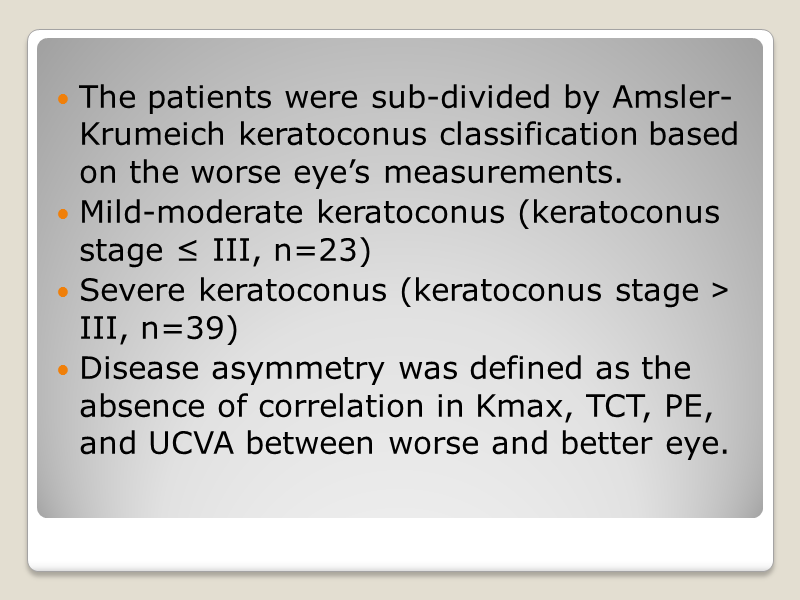 The patients were sub-divided by Amsler-
Krumeich keratoconus classification based
on the worse eye’s measurements.
Mild-moderate keratoconus (keratoconus
stage ≤ III, n=23)
Severe keratoconus (keratoconus stage >
III, n=39)
Disease asymmetry was defined as the
absence of correlation in Kmax, TCT, PE,
and UCVA between worse and better eye.